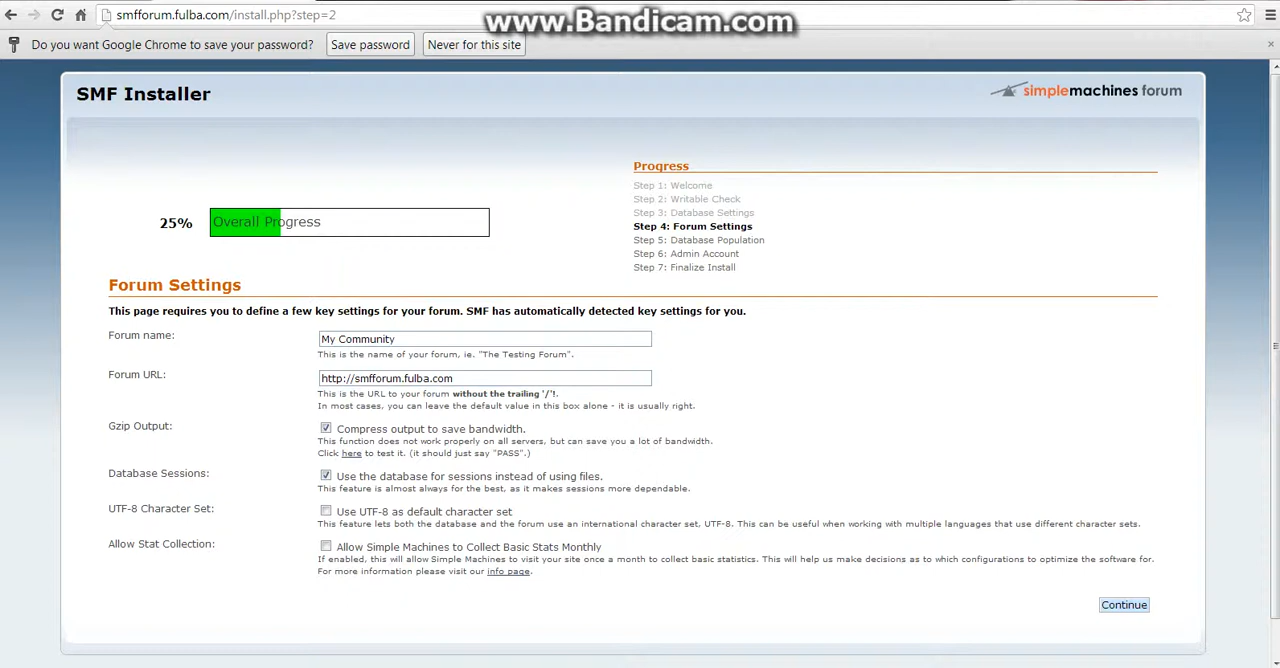 smfforum.fulba.com/install.php?step=2
www.Bandicam.com
Do you want Google Chrome to save your password? Save password Never for this site
SMF Installer
simplemachines forum
Progress
Step 1: Welcome
Step 2: Writable Check
Step 3: Database Settings
Step 4: Forum Settings
Step 5: Database Population
Step 6: Admin Account
Step 7: Finalize Install
25% Overall Progress
Forum Settings
This page requires you to define a few key settings for your forum. SMF has automatically detected key settings for you.
Forum name: My Community
This is the name of your forum, ie. "The Testing Forum".
Forum URL: http://smfforum.fulba.com
This is the URL to your forum without the trailing '/'!.
In most cases, you can leave the default value in this box alone - it is usually right.
Gzip Output: Compress output to save bandwidth.
This function does not work properly on all servers, but can save you a lot of bandwidth.
Click here to test it. (it should just say "PASS".)
Database Sessions: Use the database for sessions instead of using files.
This feature is almost always for the best, as it makes sessions more dependable.
UTF-8 Character Set: Use UTF-8 as default character set
This feature lets both the database and the forum use an international character set, UTF-8. This can be useful when working with multiple languages that use different character sets.
Allow Stat Collection: Allow Simple Machines to Collect Basic Stats Monthly
If enabled, this will allow Simple Machines to visit your site once a month to collect basic statistics. This will help us make decisions as to which configurations to optimize the software for.
For more information please visit our info page.
Continue